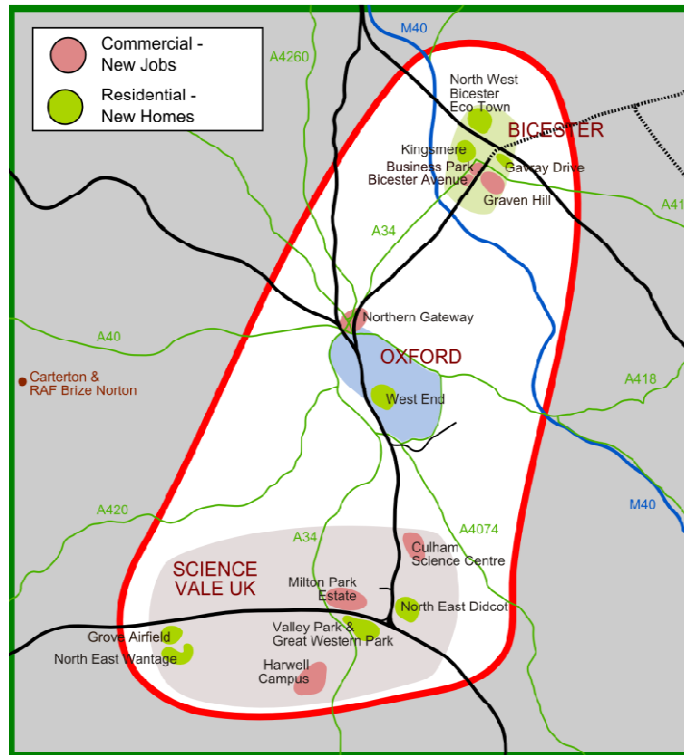 Commercial -
New Jobs
Residential -
New Homes
A4260
M40
North West
Bicester
Eco Town
BICESTER
Kingsmere
Gavray Drive
Business Park
Bicester Avenue
Graven Hill
A41
A34
Northern Gateway
A40
OXFORD
Carterton &
RAF Brize Norton
A418
West End
A420
M40
A34
A4074
Culham
Science Centre
SCIENCE
VALE UK
Milton Park
Estate
North East Didcot
Grove Airfield
Valley Park &
Great Western Park
North East Wantage
Harwell
Campus